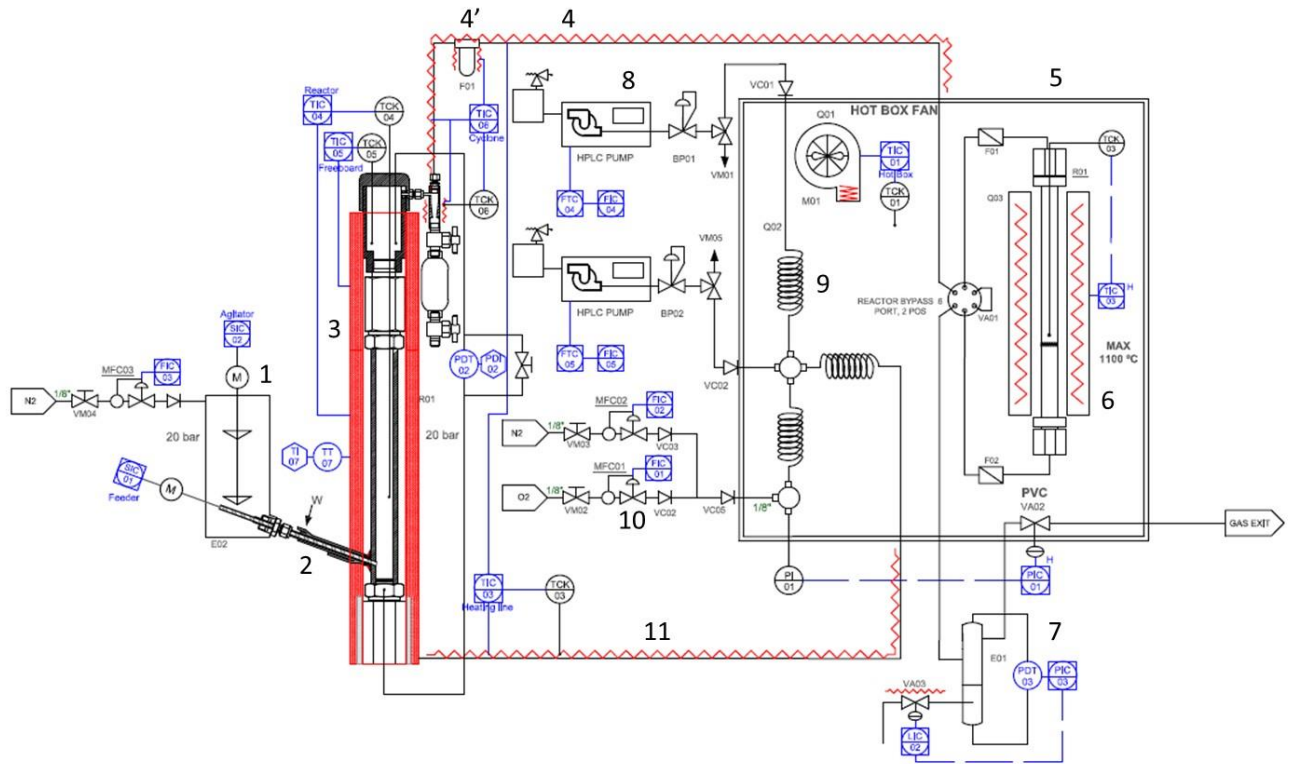 4'
4
8
5
F01
Reactor
TIC
04
TCK
04
TIC
05
TCK
05
Freeboard
TIC
06
Cyclone
TCK
06
HPLC PUMP
BP01
VM01
FTC
04
FIC
04
VC01
HOT BOX FAN
Q01
M01
TIC
01
Hot Box
TCK
01
F01
TCK
03
R01
Q03
Q02
VM05
HPLC PUMP
BP02
FTC
05
FIC
05
VC02
9
REACTOR BYPASS 6
PORT, 2 POS
VA01
TIC
03
H
MAX
1100 ºC
6
3
Agitator
SIC
02
M
1
N2
1/8"
VM04
MFC03
FIC
03
20 bar
SIC
01
Feeder
M
W
E02
2
TI
07
TT
07
R01
PDT
02
PDI
02
20 bar
N2
1/8"
VM03
MFC02
FIC
02
VC03
O2
1/8"
VM02
MFC01
FIC
01
VC02
10
VC05
1/8"
PI
01
F02
PVC
VA02
GAS EXIT
H
PIC
01
TIC
03
Heating line
TCK
03
11
7
E01
PDT
03
PIC
03
VA03
LIC
02